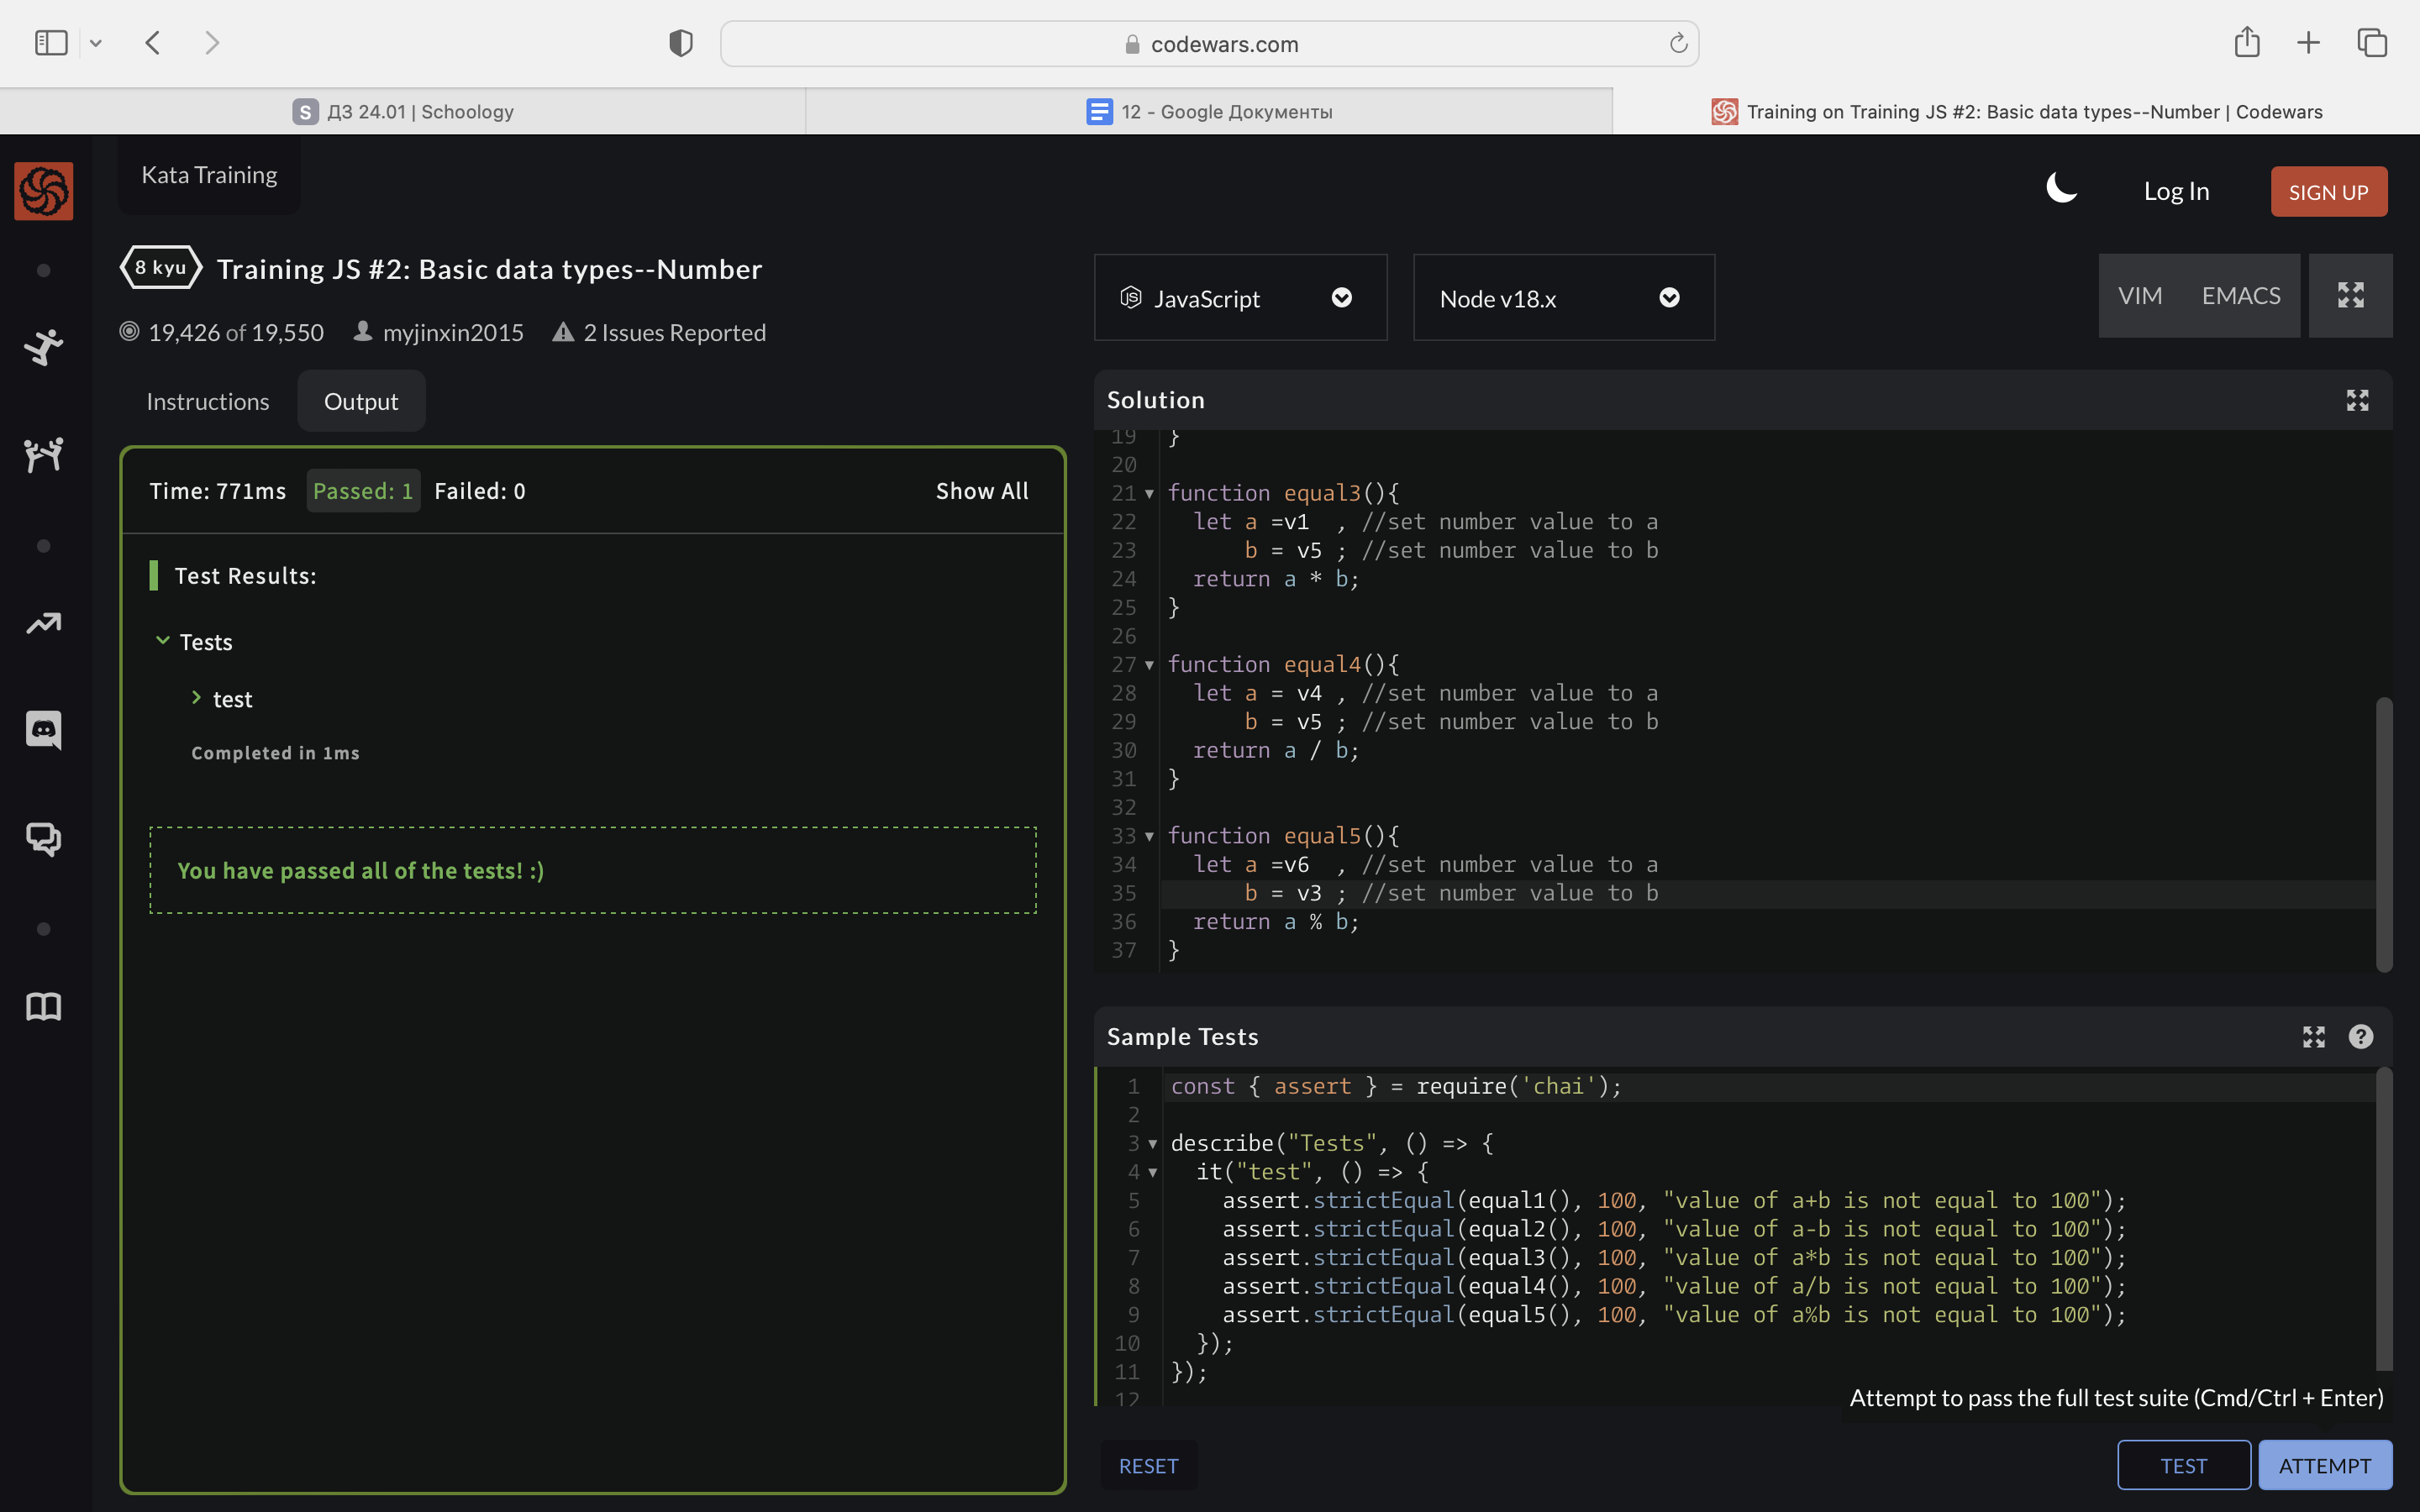 codewars.com
S ДЗ 24.01 | Schoology
12 - Google Документы
Training on Training JS #2: Basic data types--Number | Codewars
Kata Training
Log In
SIGN UP
8 kyu Training JS #2: Basic data types--Number
19,426 of 19,550 myjinxin2015 2 Issues Reported
JavaScript
Node v18.x
VIM EMACS
Instructions Output
Time: 771ms Passed: 1 Failed: 0 Show All
Test Results:
Tests
test
Completed in 1ms
You have passed all of the tests! :)
Solution
19 }
20
21 function equal3(){
22 let a =v1 , //set number value to a
23 b = v5 ; //set number value to b
24 return a * b;
25 }
26
27 function equal4(){
28 let a = v4 , //set number value to a
29 b = v5 ; //set number value to b
30 return a / b;
31 }
32
33 function equal5(){
34 let a =v6 , //set number value to a
35 b = v3 ; //set number value to b
36 return a % b;
37 }
Sample Tests
1 const { assert } = require('chai');
2
3 describe("Tests", () => {
4 it("test", () => {
5 assert.strictEqual(equal1(), 100, "value of a+b is not equal to 100");
6 assert.strictEqual(equal2(), 100, "value of a-b is not equal to 100");
7 assert.strictEqual(equal3(), 100, "value of a*b is not equal to 100");
8 assert.strictEqual(equal4(), 100, "value of a/b is not equal to 100");
9 assert.strictEqual(equal5(), 100, "value of a%b is not equal to 100");
10 });
11 });
12
Attempt to pass the full test suite (Cmd/Ctrl + Enter)
RESET
TEST
ATTEMPT